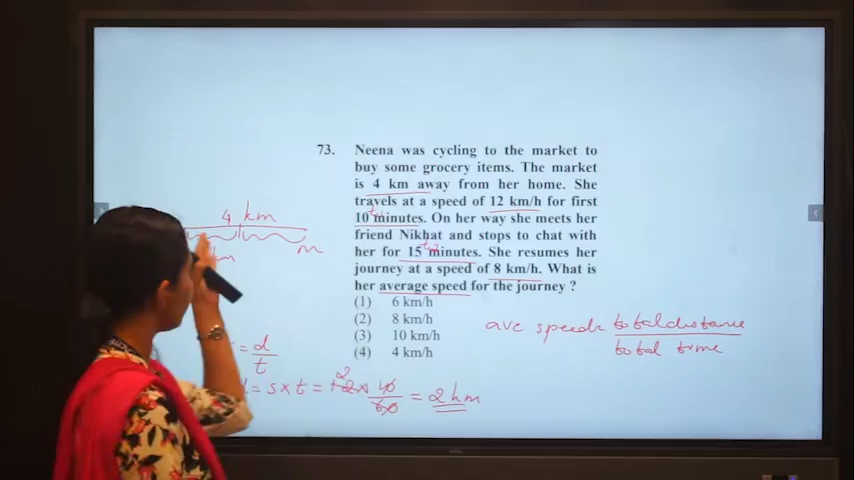 73. Neena was cycling to the market to
buy some grocery items. The market
is 4 km away from her home. She
travels at a speed of 12 km/h for first
10 minutes. On her way she meets her
friend Nikhat and stops to chat with
her for 15 minutes. She resumes her
journey at a speed of 8 km/h. What is
her average speed for the journey ?
(1) 6 km/h
(2) 8 km/h
(3) 10 km/h
(4) 4 km/h
4 km
m
= d/t
= s × t = 12 × 10/60 = 2 km
2
ave speed = total distance
total time